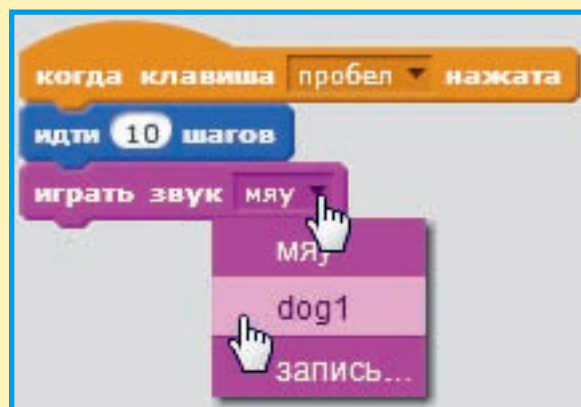 когда клавиша пробел нажата
идти 10 шагов
играть звук мяу
мяу
dog1
запись...